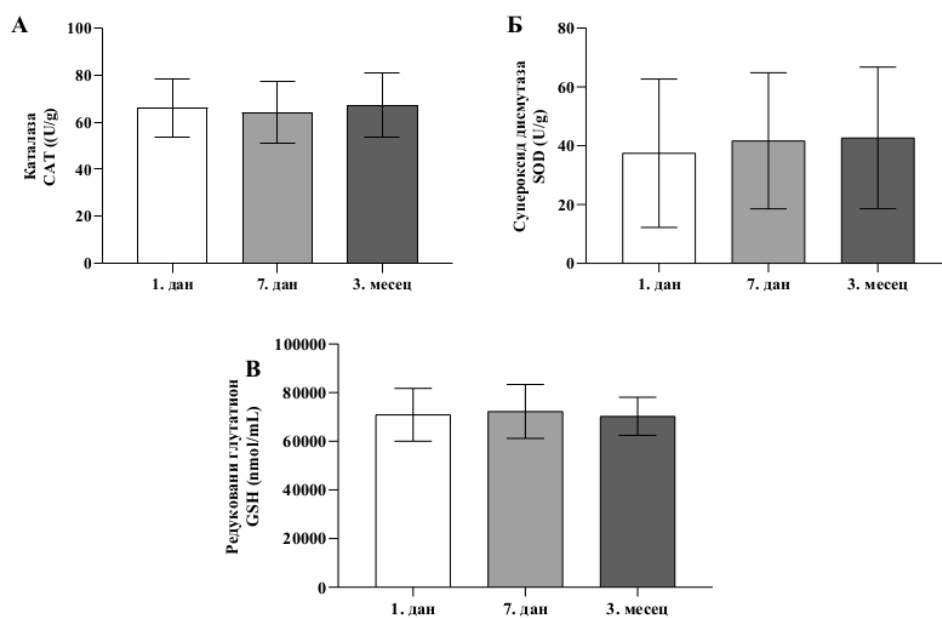 А
Каталаза
CAT ((U/g)
100
80
60
40
20
0
1. дан
7. дан
3. месец
Б
Супероксид дисмутаза
SOD (U/g)
80
60
40
20
0
1. дан
7. дан
3. месец
В
Редуковани глутатион
GSH (nmol/mL)
100000
80000
60000
40000
20000
0
1. дан
7. дан
3. месец